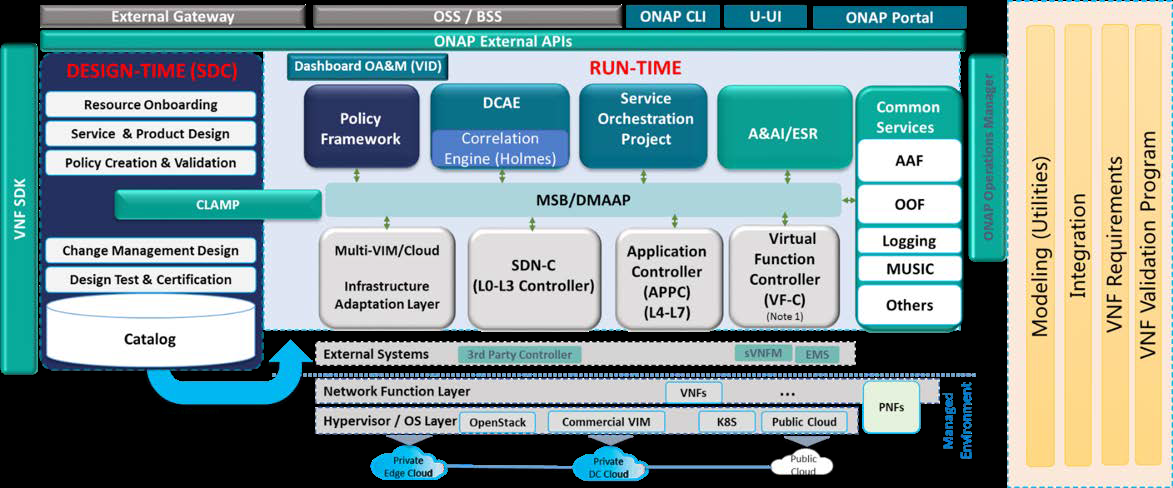 External Gateway
OSS / BSS
ONAP CLI
U-UI
ONAP Portal
ONAP External APIs
VNF SDK
DESIGN-TIME (SDC)
Resource Onboarding
Service & Product Design
Policy Creation & Validation
CLAMP
Change Management Design
Design Test & Certification
Catalog
Dashboard OA&M (VID)
RUN-TIME
Policy
Framework
DCAE
Correlation
Engine (Holmes)
Service
Orchestration
Project
A&AI/ESR
MSB/DMAAP
Multi-VIM/Cloud
Infrastructure
Adaptation Layer
SDN-C
(L0-L3 Controller)
Application
Controller
(APPC)
(L4-L7)
Virtual
Function
Controller
(VF-C)
(Note 1)
Common
Services
AAF
OOF
Logging
MUSIC
Others
ONAP Operations Manager
External Systems
3rd Party Controller
sVNFM
EMS
Network Function Layer
VNFs
...
Hypervisor / OS Layer
OpenStack
Commercial VIM
K8S
Public Cloud
PNFs
Managed
Environment
Private
Edge Cloud
Private
DC Cloud
Public
Cloud
Modeling (Utilities)
Integration
VNF Requirements
VNF Validation Program